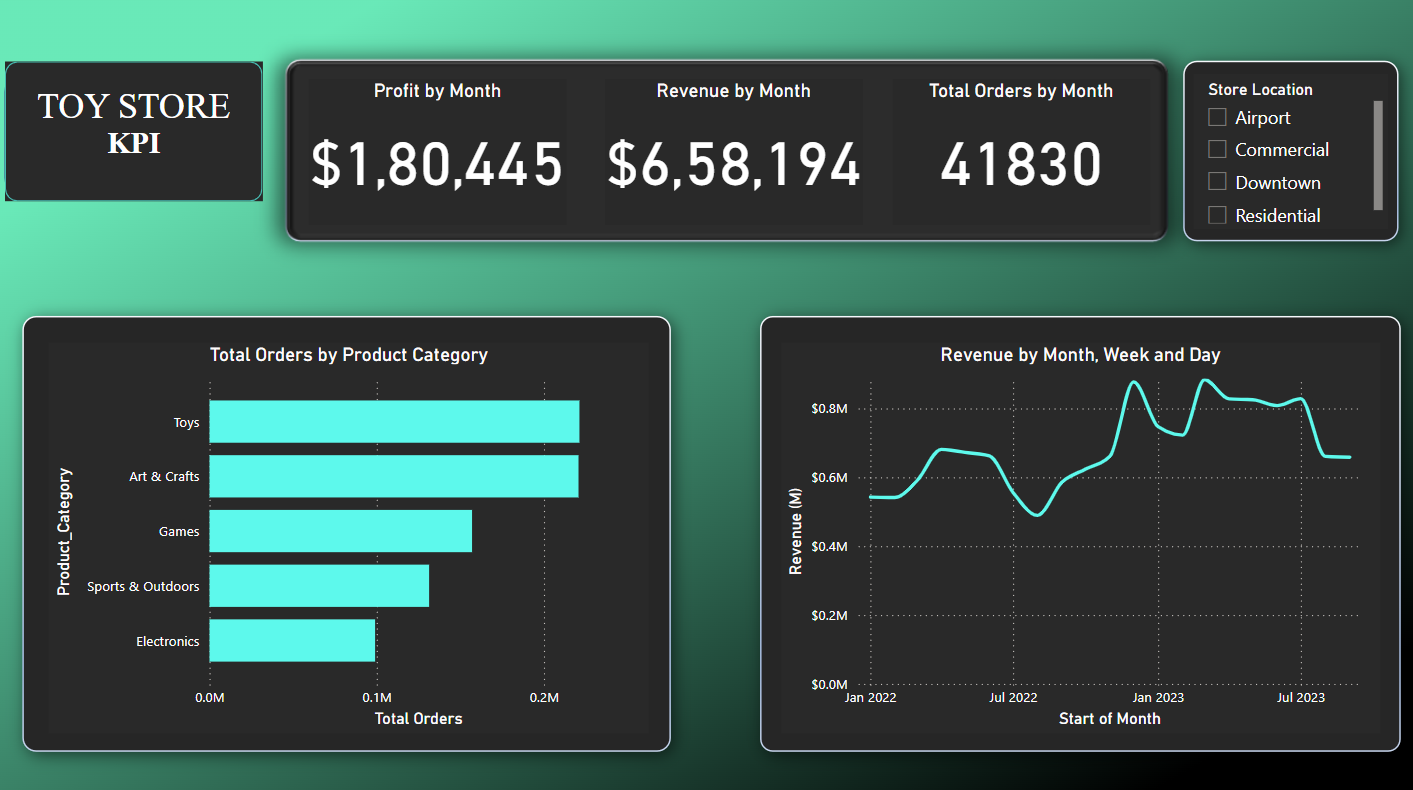 TOY STORE
KPI
Profit by Month
$1,80,445
Revenue by Month
$6,58,194
Total Orders by Month
41830
Store Location
Airport
Commercial
Downtown
Residential
Total Orders by Product Category
Product_Category
Toys
Art & Crafts
Games
Sports & Outdoors
Electronics
0.0M 0.1M 0.2M
Total Orders
Revenue by Month, Week and Day
Revenue (M)
$0.8M
$0.6M
$0.4M
$0.2M
$0.0M
Jan 2022 Jul 2022 Jan 2023 Jul 2023
Start of Month